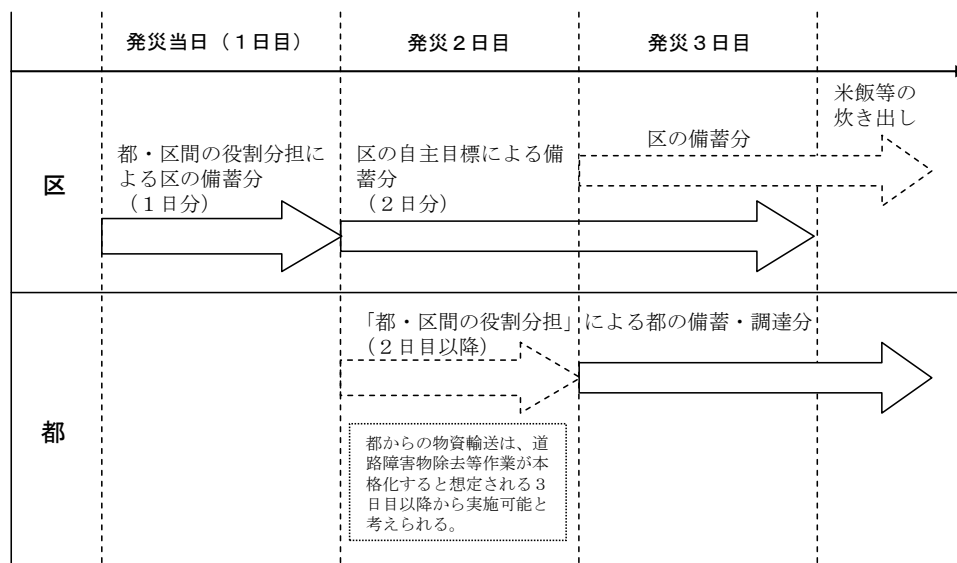 発災当日（１日目）
発災２日目
発災３日目
区
都・区間の役割分担に
よる区の備蓄分
（１日分）
区の自主目標による備
蓄分
（２日分）
区の備蓄分
米飯等の
炊き出し
都
「都・区間の役割分担」による都の備蓄・調達分
（２日目以降）
都からの物資輸送は、道
路障害物除去等作業が本
格化すると想定される３
日目以降から実施可能と
考えられる。